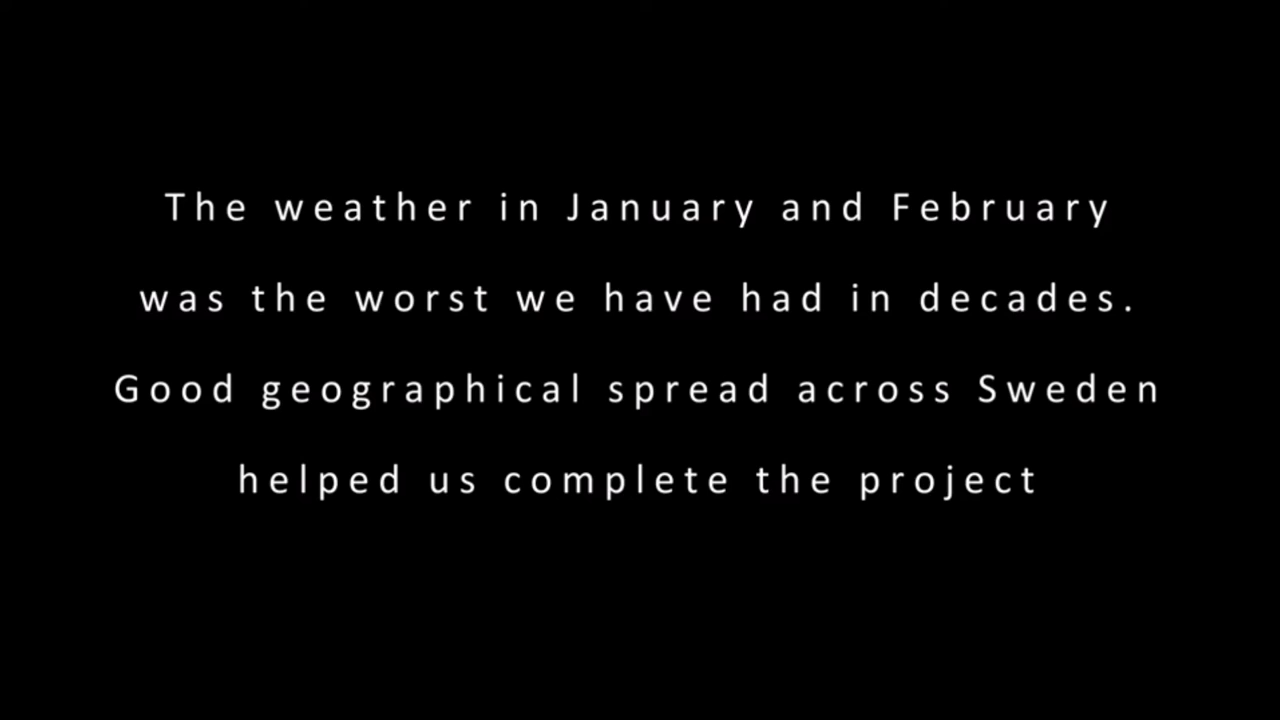 The weather in January and February
was the worst we have had in decades.
Good geographical spread across Sweden
helped us complete the project